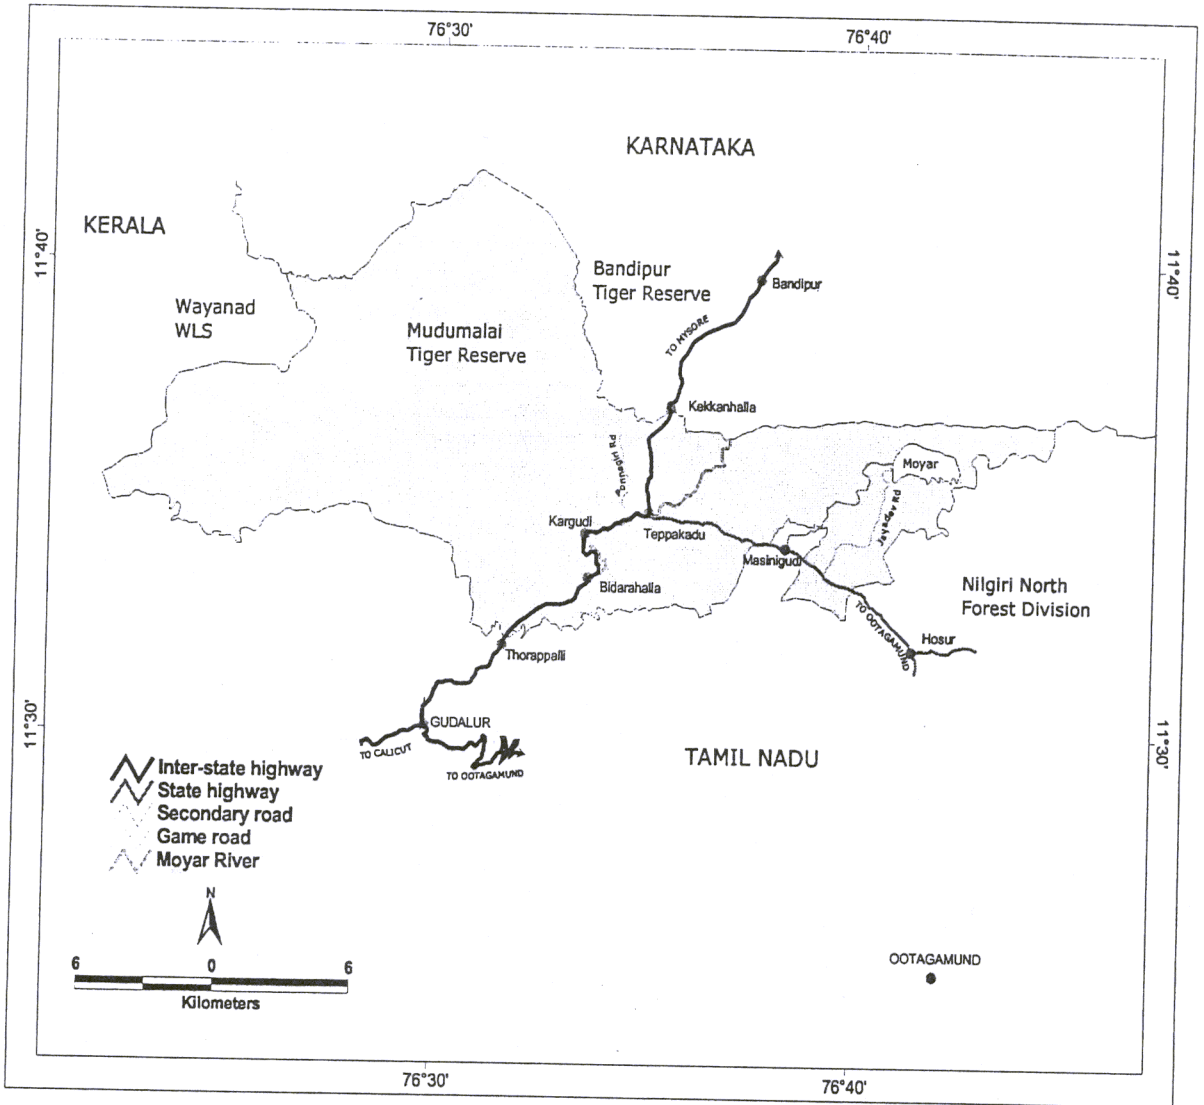 76°30'
76°40'
KARNATAKA
KERALA
11°40'
11°40'
Bandipur
Tiger Reserve
Bandipur
Wayanad
WLS
Mudumalai
Tiger Reserve
TO MYSORE
Kekkanhalla
Rd
Moyar
Jayadev Rd
Kargudi
Teppakadu
Masinigudi
Bidarahalla
Nilgiri North
Forest Division
TO OOTAGAMUND
Hosur
Thorappalli
11°30'
11°30'
GUDALUR
TO CALICUT
TO OOTAGAMUND
TAMIL NADU
Inter-state highway
State highway
Secondary road
Game road
Moyar River
N
6 0 6
Kilometers
OOTAGAMUND
76°30'
76°40'